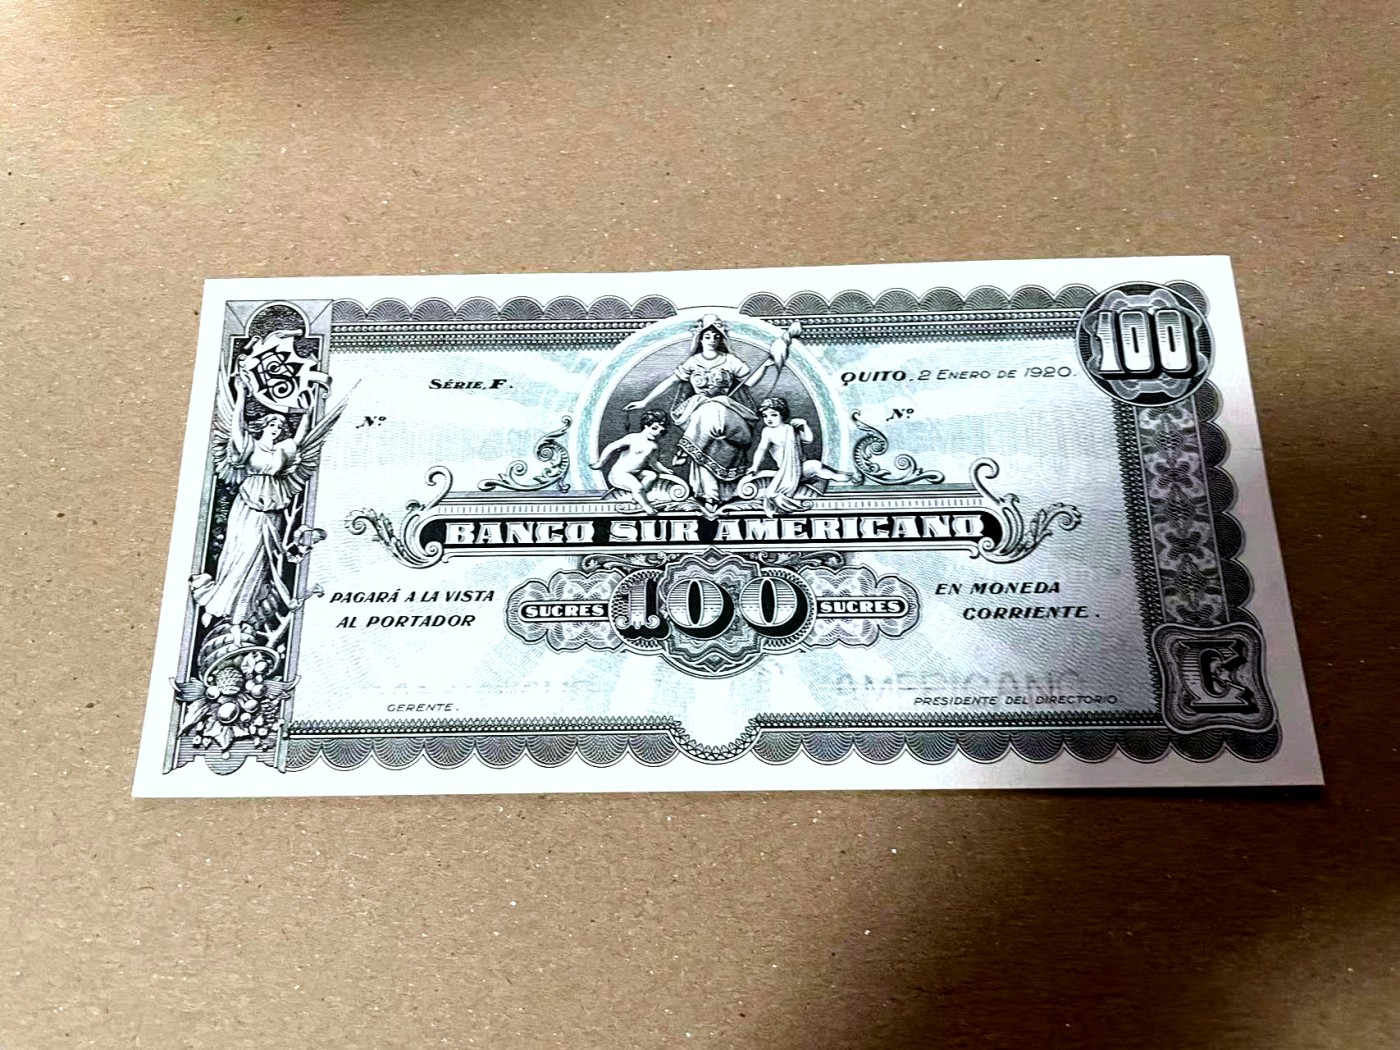 SÉRIE, F.
QUITO, 2 ENERO DE 1920.
100
Nº
Nº
BANCO SUR AMERICANO
PAGARÁ A LA VISTA
AL PORTADOR
SUCRES 100 SUCRES
EN MONEDA
CORRIENTE.
AMERICANO
GERENTE.
PRESIDENTE DEL DIRECTORIO